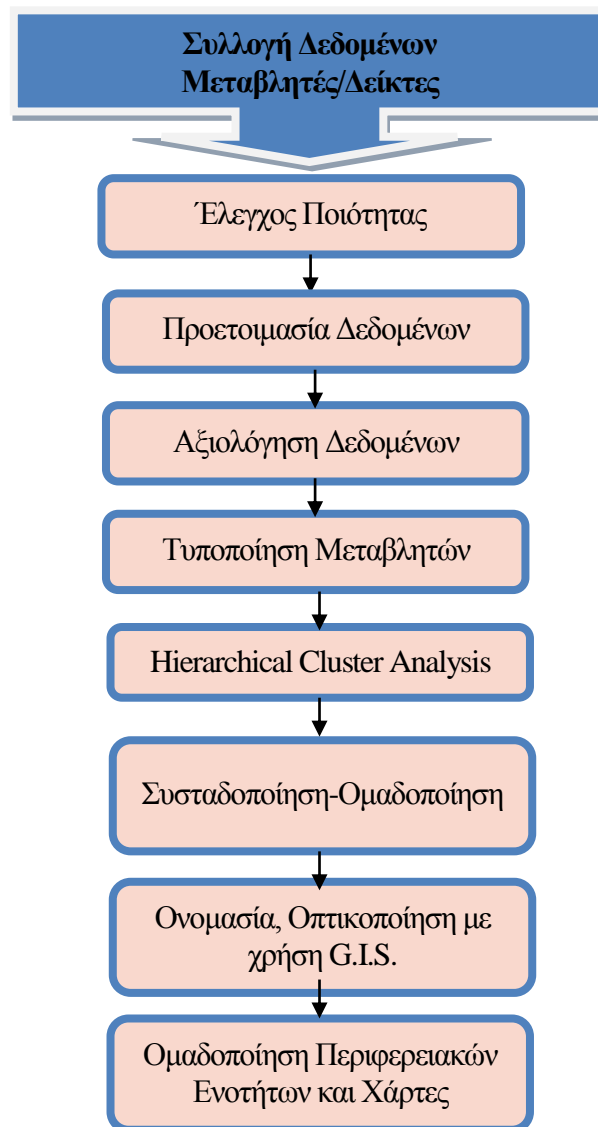 Συλλογή Δεδομένων
Μεταβλητές/Δείκτες
Έλεγχος Ποιότητας
Προετοιμασία Δεδομένων
Αξιολόγηση Δεδομένων
Τυποποίηση Μεταβλητών
Hierarchical Cluster Analysis
Συσταδοποίηση-Ομαδοποίηση
Ονομασία, Οπτικοποίηση με
χρήση G.I.S.
Ομαδοποίηση Περιφερειακών
Ενοτήτων και Χάρτες